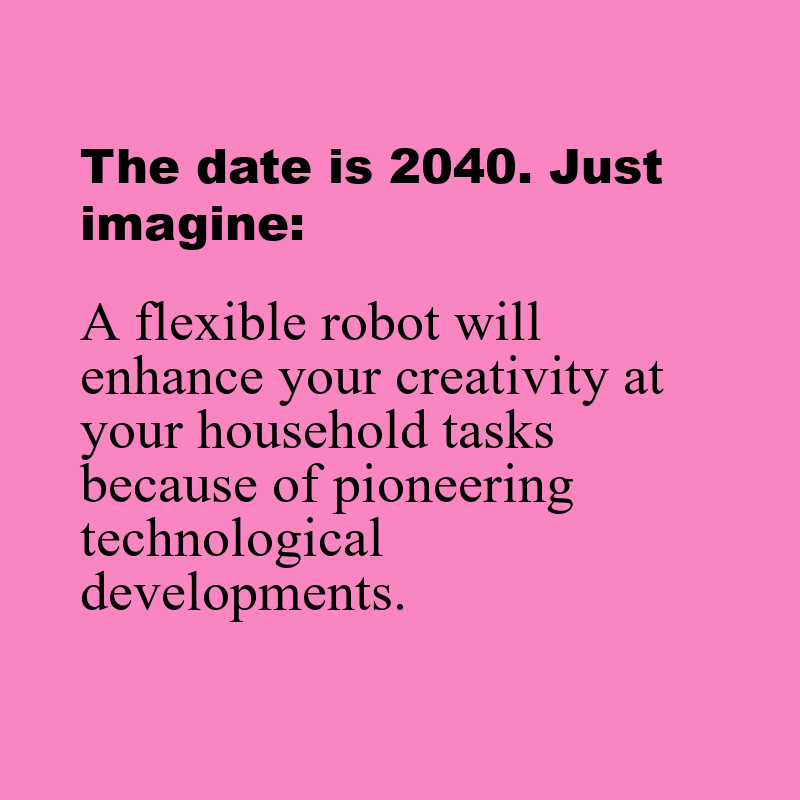 The date is 2040. Just
imagine:
A flexible robot will
enhance your creativity at
your household tasks
because of pioneering
technological
developments.